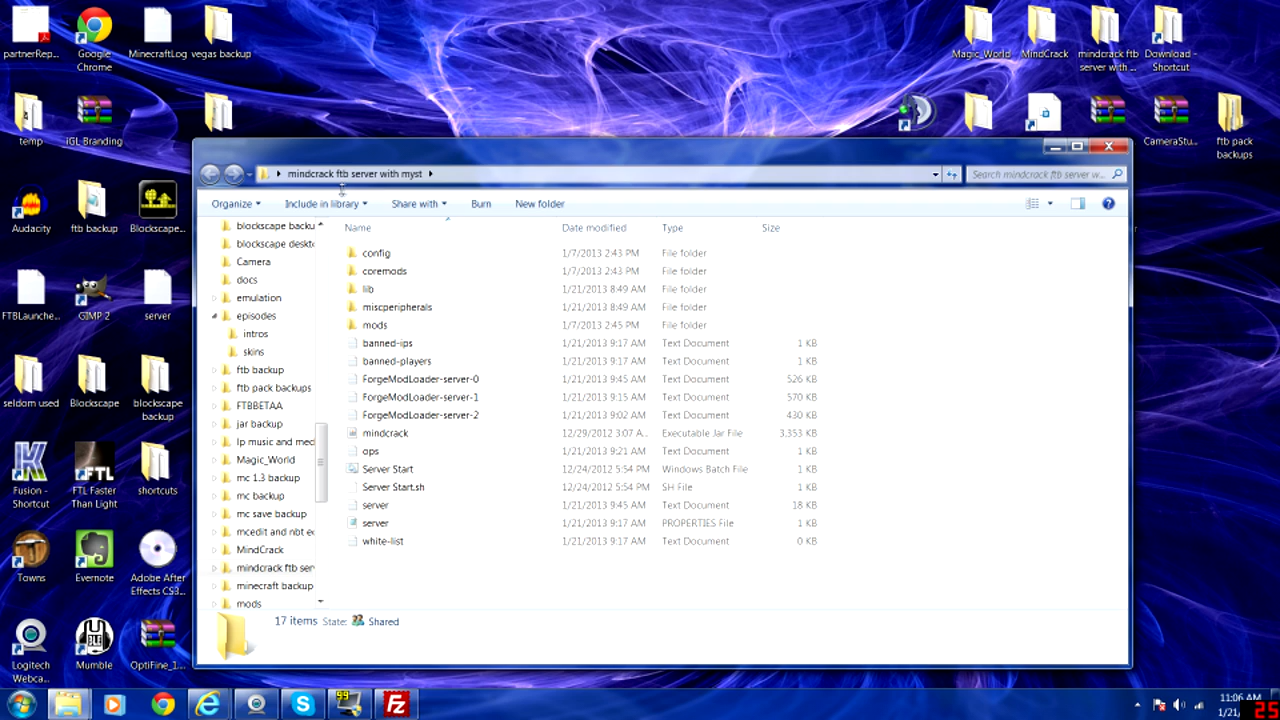 partnerRep...
Google Chrome
MinecraftLog
vegas backup
Magic_World
MindCrack
mindcrack ftb server with ...
Download - Shortcut
temp
iGL Branding
CameraStu...
ftb pack backups
mindcrack ftb server with myst
Search mindcrack ftb server w...
Organize
Include in library
Share with
Burn
New folder
Audacity
ftb backup
Blockscape...
FTBLaunche...
GIMP 2
server
seldom used
Blockscape
blockscape backup
Fusion - Shortcut
FTL Faster Than Light
shortcuts
Towns
Evernote
Adobe After Effects CS3...
Logitech Webca...
Mumble
OptiFine_1...
blockscape backu
blockscape deskt
Camera
docs
emulation
episodes
intros
skins
ftb backup
ftb pack backups
FTBBETAA
jar backup
lp music and med
Magic_World
mc 1.3 backup
mc backup
mc save backup
mcedit and nbt e
MindCrack
mindcrack ftb ser
minecraft backup
mods
Name Date modified Type Size
config 1/7/2013 2:43 PM File folder
coremods 1/7/2013 2:43 PM File folder
lib 1/21/2013 8:49 AM File folder
miscperipherals 1/21/2013 8:49 AM File folder
mods 1/7/2013 2:45 PM File folder
banned-ips 1/21/2013 9:17 AM Text Document 1 KB
banned-players 1/21/2013 9:17 AM Text Document 1 KB
ForgeModLoader-server-0 1/21/2013 9:45 AM Text Document 526 KB
ForgeModLoader-server-1 1/21/2013 9:15 AM Text Document 570 KB
ForgeModLoader-server-2 1/21/2013 9:02 AM Text Document 430 KB
mindcrack 12/29/2012 3:07 A... Executable Jar File 3,353 KB
ops 1/21/2013 9:21 AM Text Document 1 KB
Server Start 12/24/2012 5:54 PM Windows Batch File 1 KB
Server Start.sh 12/24/2012 5:54 PM SH File 1 KB
server 1/21/2013 9:45 AM Text Document 18 KB
server 1/21/2013 9:17 AM PROPERTIES File 1 KB
white-list 1/21/2013 9:17 AM Text Document 0 KB
17 items State: Shared
99
11:06 AM
1/21/
25